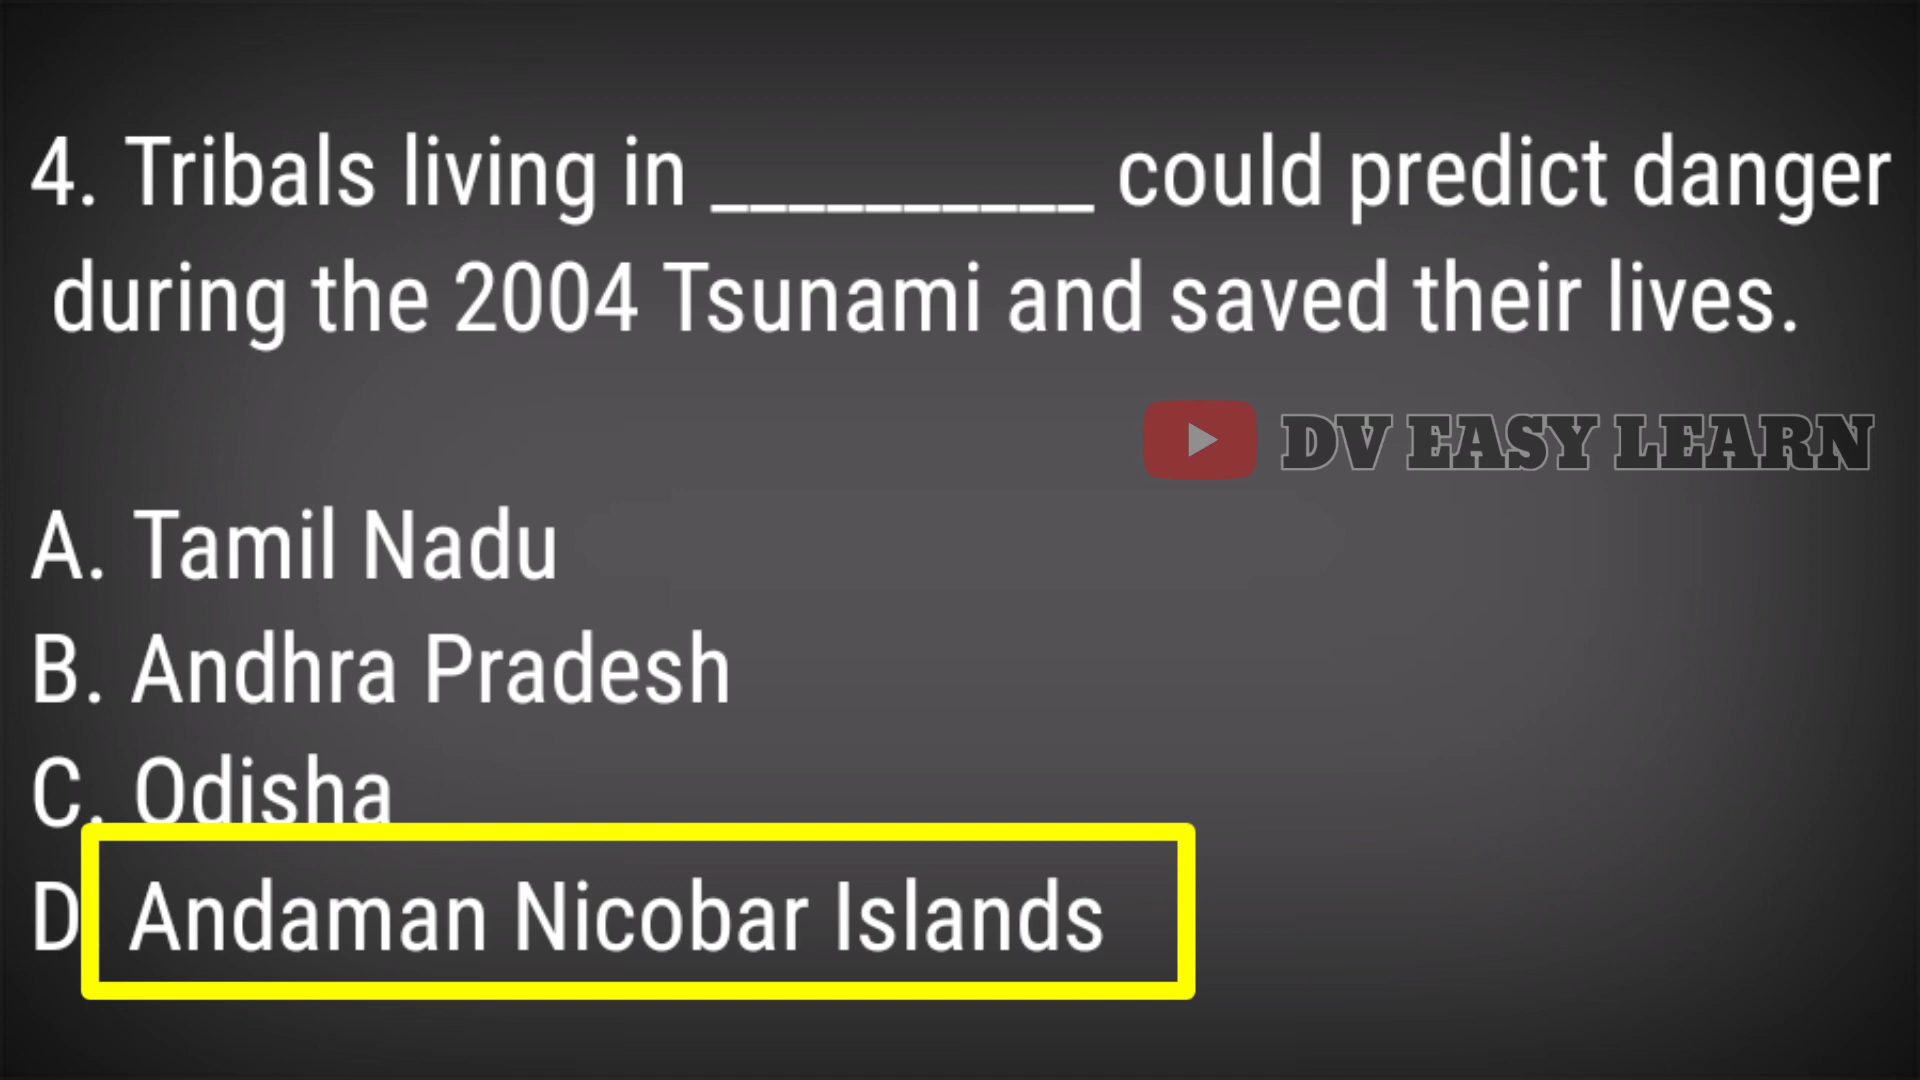 4. Tribals living in __________ could predict danger
during the 2004 Tsunami and saved their lives.
DV EASY LEARN
A. Tamil Nadu
B. Andhra Pradesh
C. Odisha
D Andaman Nicobar Islands